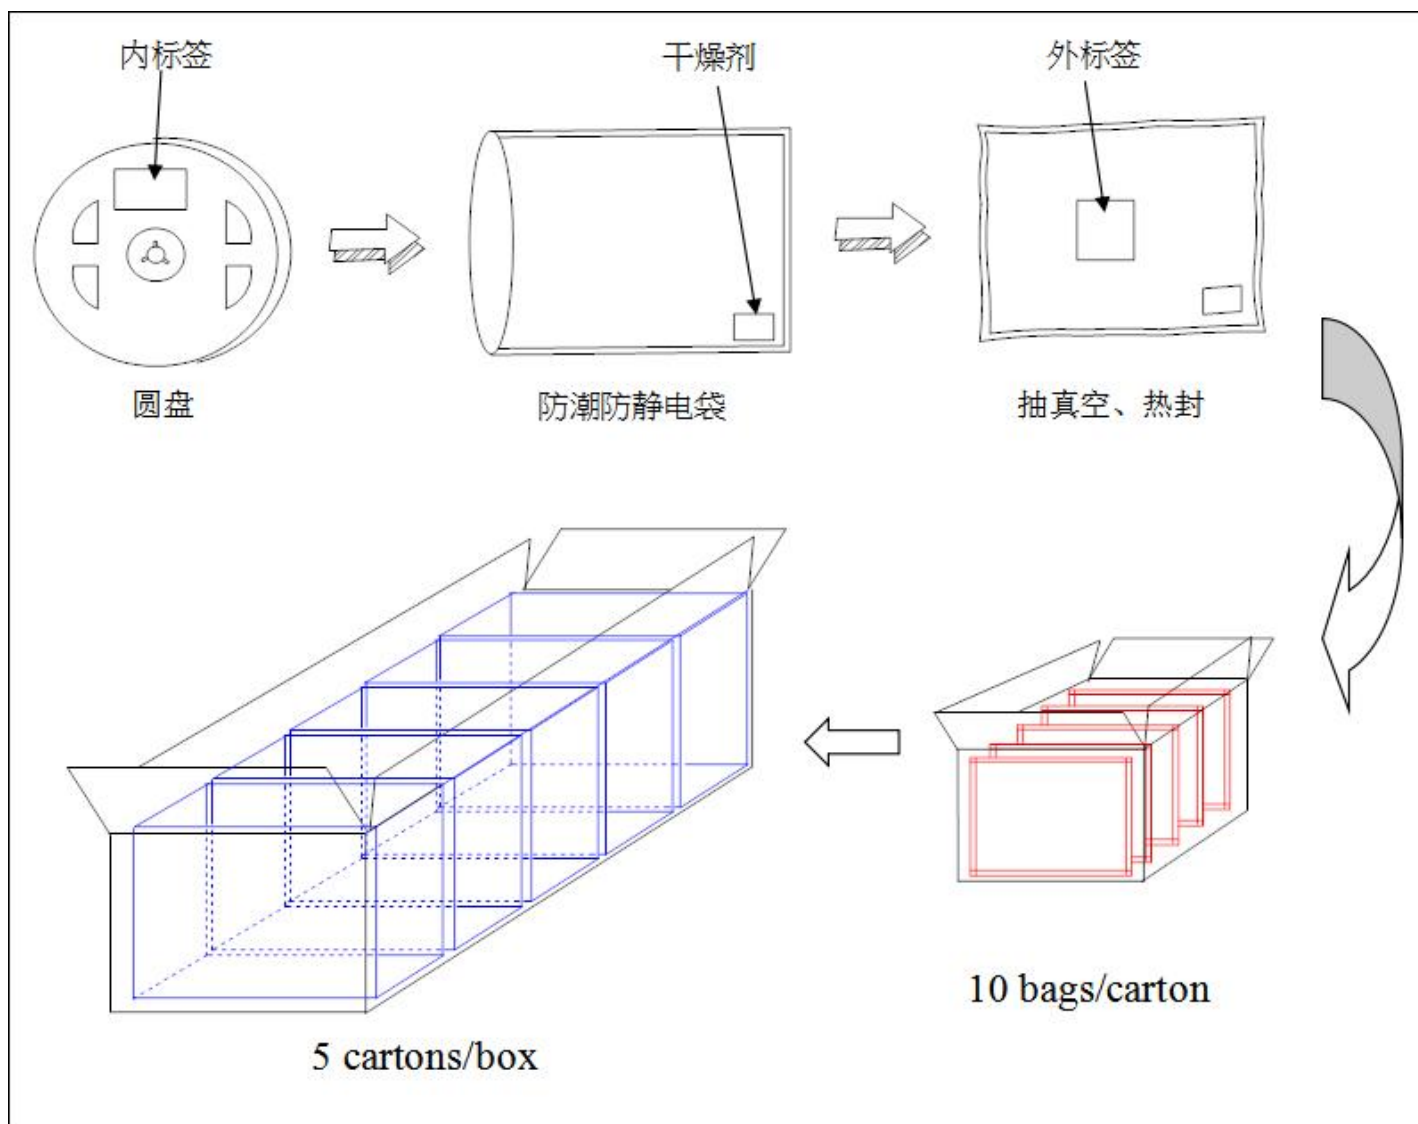 内标签
干燥剂
外标签
圆盘
防潮防静电袋
抽真空、热封
10 bags/carton
5 cartons/box